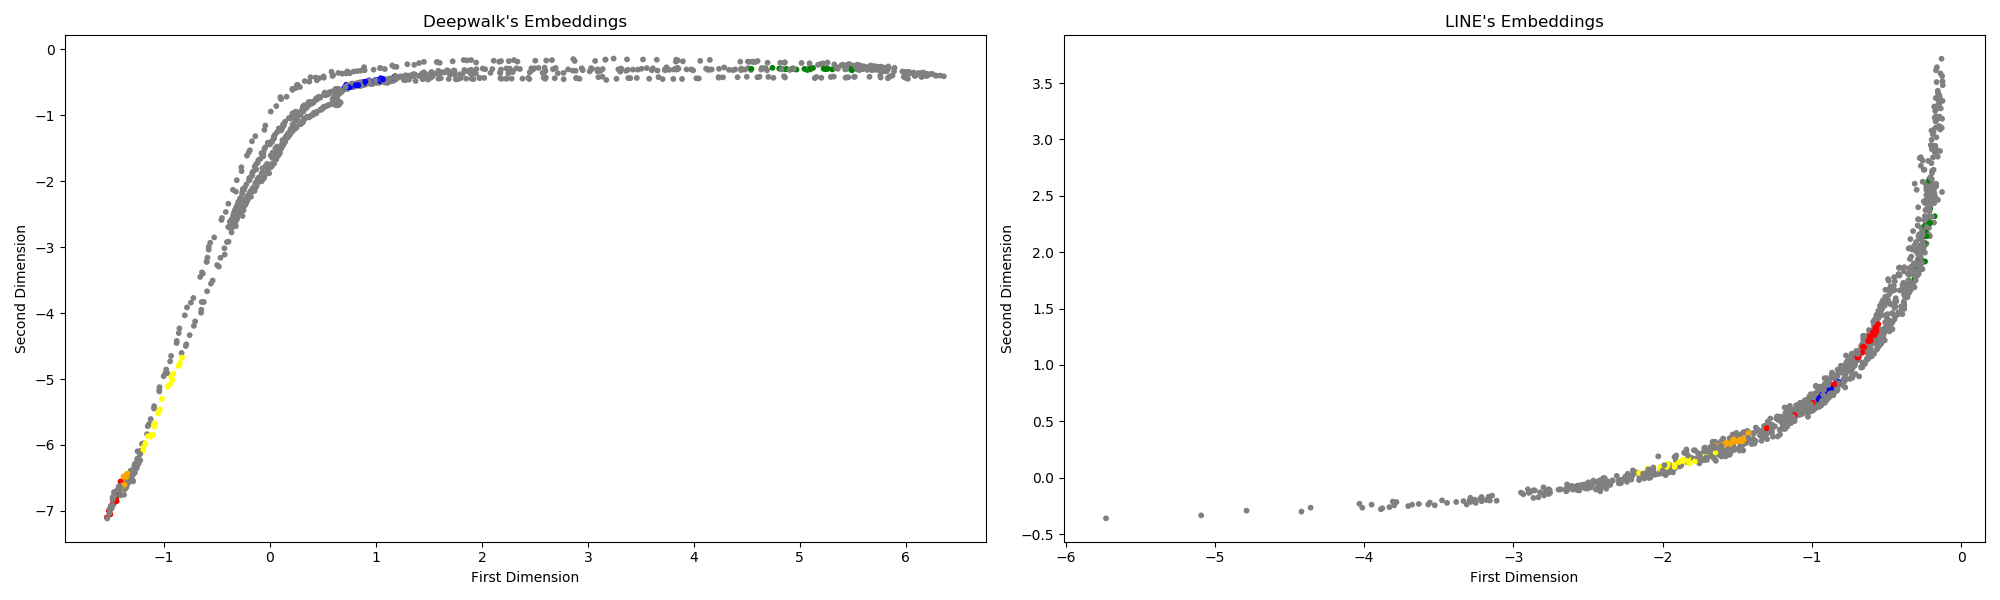 Deepwalk's Embeddings
0
−1
−2
−3
−4
−5
−6
−7
Second Dimension
−1 0 1 2 3 4 5 6
First Dimension
LINE's Embeddings
3.5
3.0
2.5
2.0
1.5
1.0
0.5
0.0
−0.5
Second Dimension
−6 −5 −4 −3 −2 −1 0
First Dimension